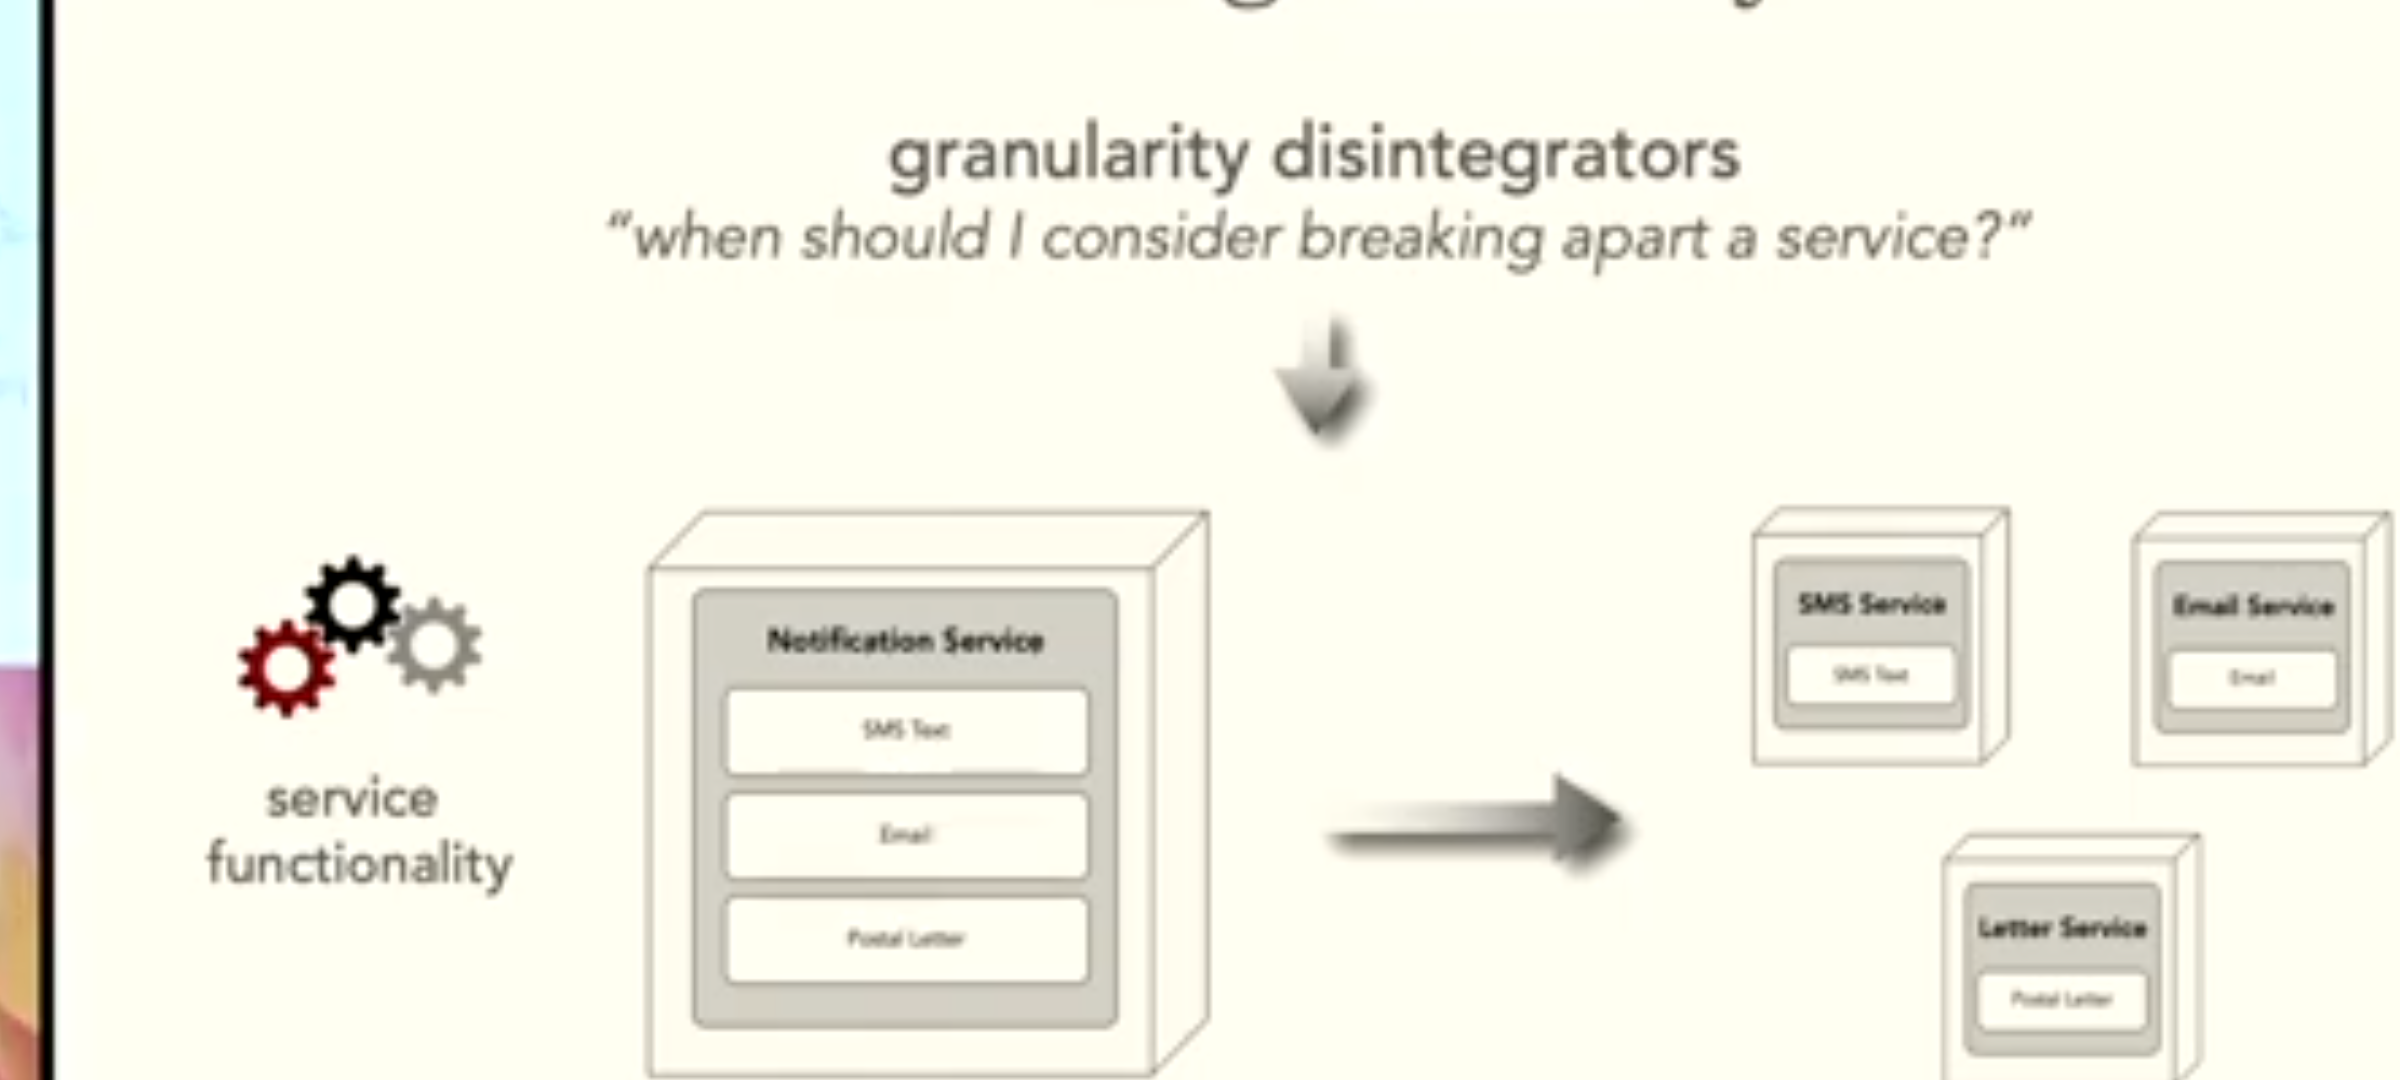 granularity disintegrators
“when should I consider breaking apart a service?”
service
functionality
Notification Service
SMS Text
Email
Postal Letter
SMS Service
SMS Text
Email Service
Email
Letter Service
Postal Letter